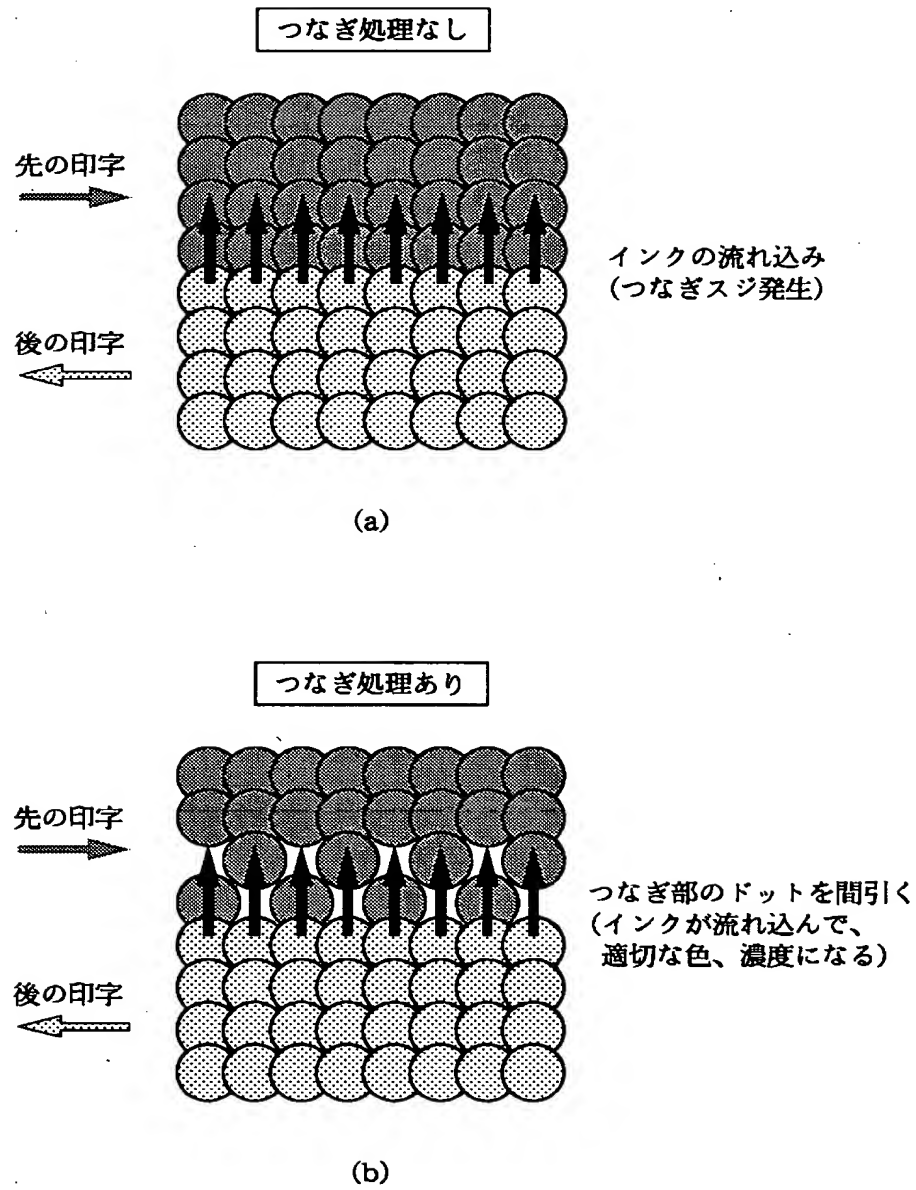 つなぎ処理なし
先の印字
インクの流れ込み
(つなぎスジ発生)
後の印字
(a)
つなぎ処理あり
先の印字
つなぎ部のドットを間引く
(インクが流れ込んで、
適切な色、濃度になる)
後の印字
(b)